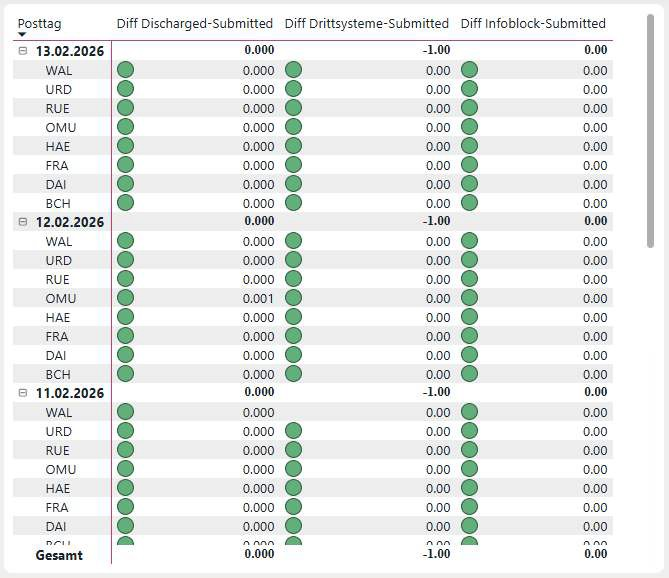 Posttag Diff Discharged-Submitted Diff Drittsysteme-Submitted Diff Infoblock-Submitted
13.02.2026 0.000 -1.00 0.00
WAL 0.000 0.00 0.00
URD 0.000 0.00 0.00
RUE 0.000 0.00 0.00
OMU 0.000 0.00 0.00
HAE 0.000 0.00 0.00
FRA 0.000 0.00 0.00
DAI 0.000 0.00 0.00
BCH 0.000 0.00 0.00
12.02.2026 0.000 -1.00 0.00
WAL 0.000 0.00 0.00
URD 0.000 0.00 0.00
RUE 0.000 0.00 0.00
OMU 0.001 0.00 0.00
HAE 0.000 0.00 0.00
FRA 0.000 0.00 0.00
DAI 0.000 0.00 0.00
BCH 0.000 0.00 0.00
11.02.2026 0.000 -1.00 0.00
WAL 0.000 0.00 0.00
URD 0.000 0.00 0.00
RUE 0.000 0.00 0.00
OMU 0.000 0.00 0.00
HAE 0.000 0.00 0.00
FRA 0.000 0.00 0.00
DAI 0.000 0.00 0.00
Gesamt 0.000 -1.00 0.00